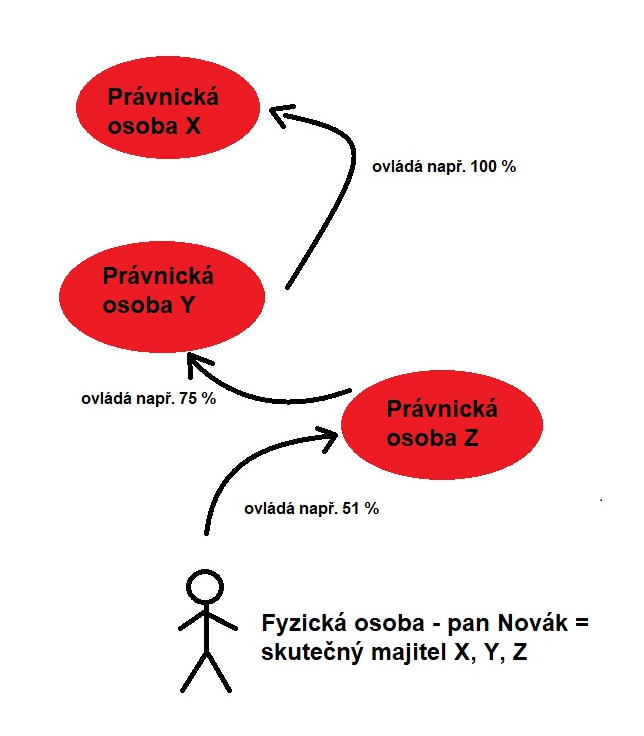 Právnická
osoba X
ovládá např. 100 %
Právnická
osoba Y
ovládá např. 75 %
Právnická
osoba Z
ovládá např. 51 %
Fyzická osoba - pan Novák =
skutečný majitel X, Y, Z